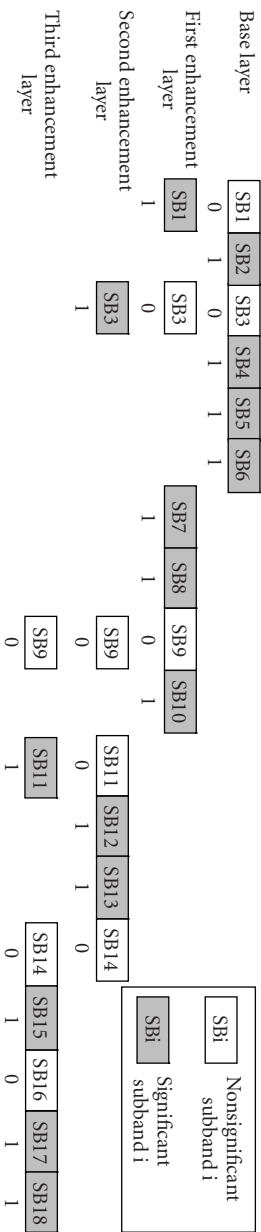 Base layer
SB1 SB2 SB3 SB4 SB5 SB6
0 1 0 1 1 1
First enhancement
layer
SB1 SB3 SB7 SB8 SB9 SB10
1 0 1 1 0 1
Second enhancement
layer
SB3 SB9 SB11 SB12 SB13 SB14
1 0 0 1 1 0
Third enhancement
layer
SB9 SB11 SB14 SB15 SB16 SB17 SB18
0 1 0 1 0 1 1
SBi
Nonsignificant
subband i
SBi
Significant
subband i